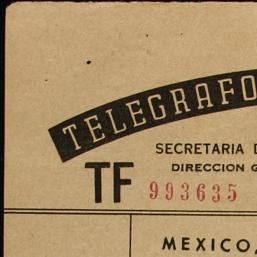 TELEGRAFO
SECRETARIA D
DIRECCION G
TF 993635
MEXICO,